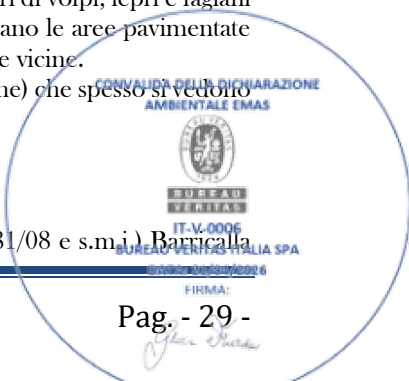 ri di volpi, lepri e fagiani
ano le aree pavimentate
e vicine.
ne) che spesso si vedono
CONVALIDA DELLA DICHIARAZIONE
AMBIENTALE EMAS
BUREAU
VERITAS
IT-V-0006
81/08 e s.m.i.) Barricalla
BUREAU VERITAS ITALIA SPA
FIRMA:
Pag. - 29 -